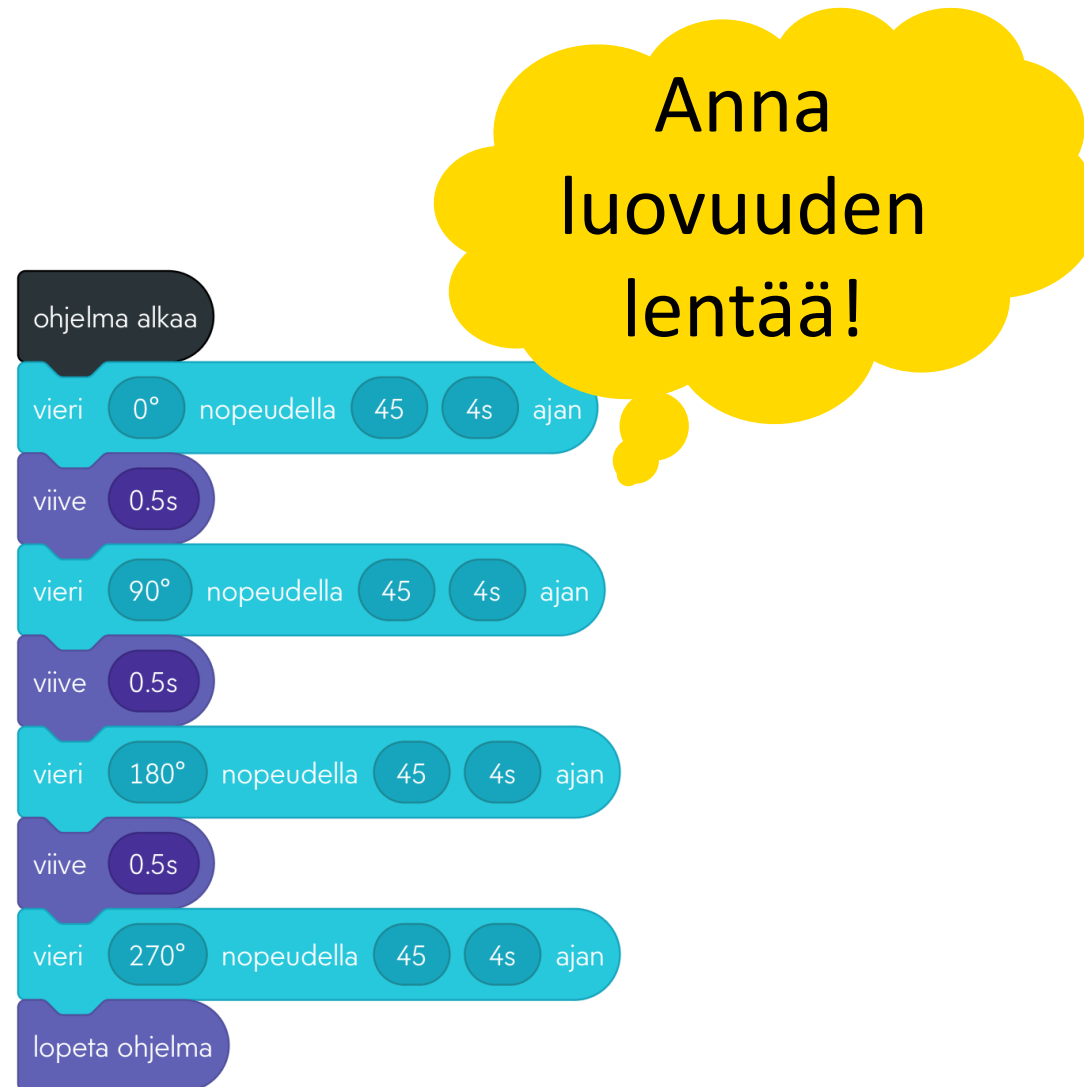 Anna
luovuuden
lentää!
ohjelma alkaa
vieri 0° nopeudella 45 4s ajan
viive 0.5s
vieri 90° nopeudella 45 4s ajan
viive 0.5s
vieri 180° nopeudella 45 4s ajan
viive 0.5s
vieri 270° nopeudella 45 4s ajan
lopeta ohjelma